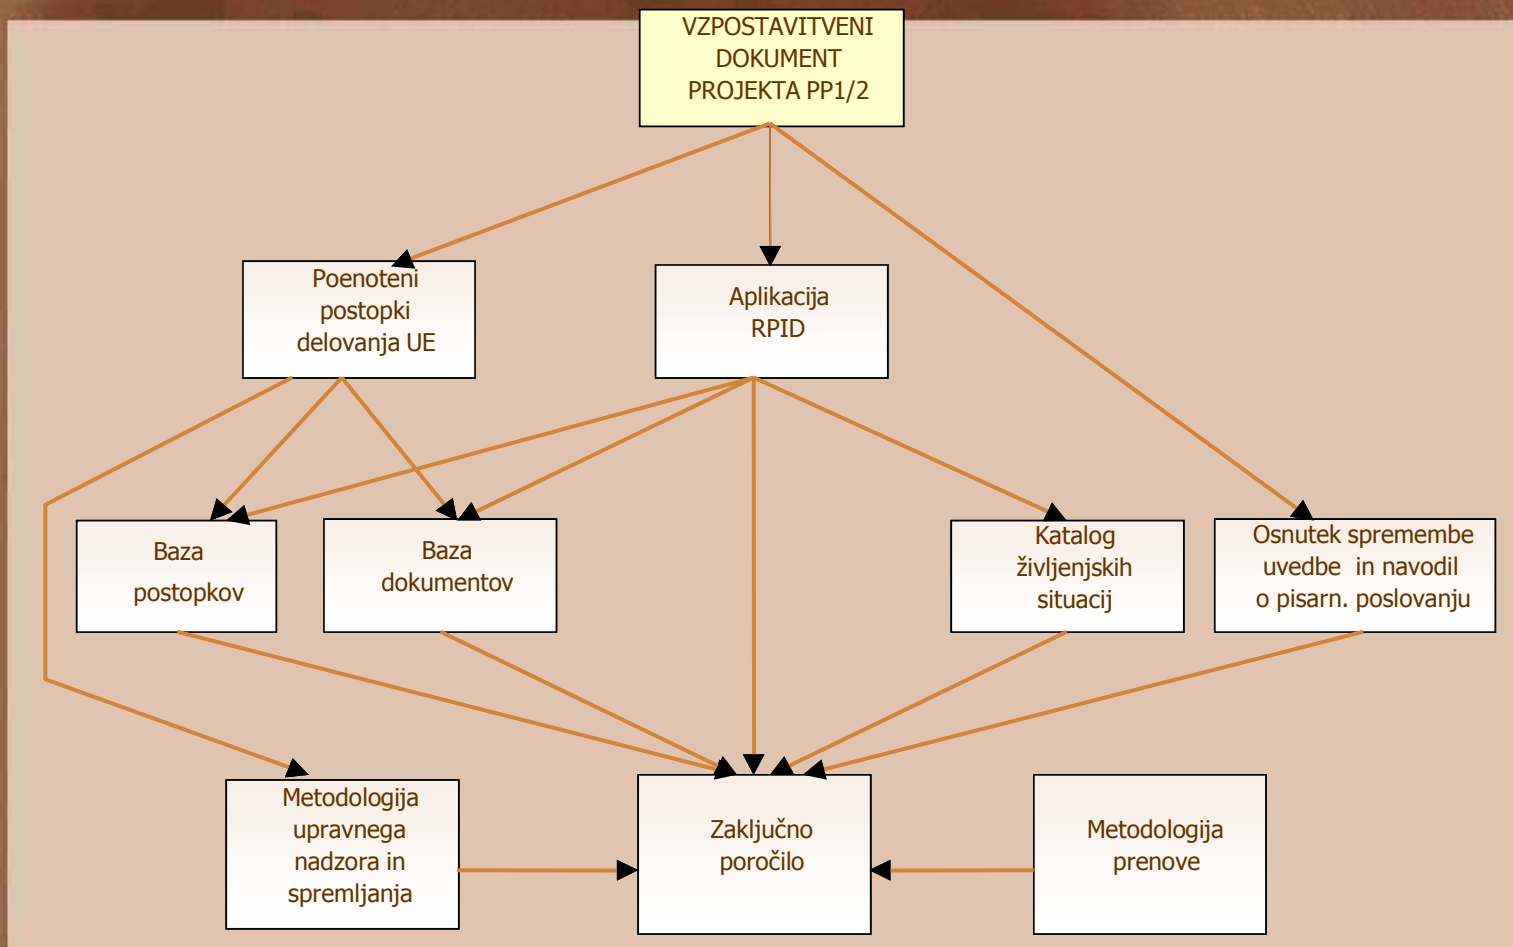 VZPOSTAVITVENI
DOKUMENT
PROJEKTA PP1/2
Poenoteni
postopki
delovanja UE
Aplikacija
RPID
Baza
postopkov
Baza
dokumentov
Katalog
življenjskih
situacij
Osnutek spremembe
uvedbe in navodil
o pisarn. poslovanju
Metodologija
upravnega
nadzora in
spremljanja
Zaključno
poročilo
Metodologija
prenove